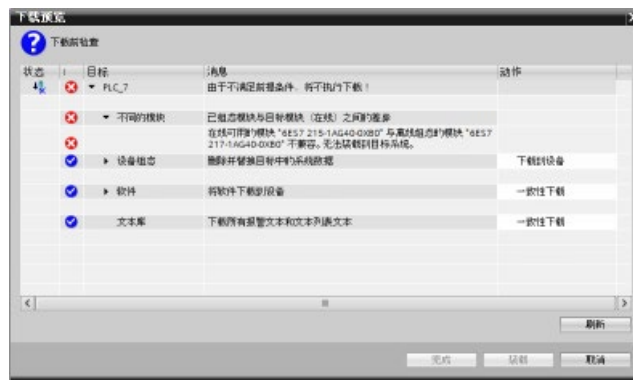 下载预览
下载前检查
状态 ! 目标 消息 动作
PLC_7 由于不满足前提条件，将不执行下载！
不同的模块 已组态模块与目标模块（在线）之间的差异
在线可用的模块 "6ES7 215-1AG40-0XB0" 与离线组态的模块 "6ES7
217-1AG40-0XB0" 不兼容。无法装载到目标系统。
设备组态 删除并替换目标中的系统数据 下载到设备
软件 将软件下载到设备 一致性下载
文本库 下载所有报警文本和文本列表文本 一致性下载
刷新
完成 装载 取消